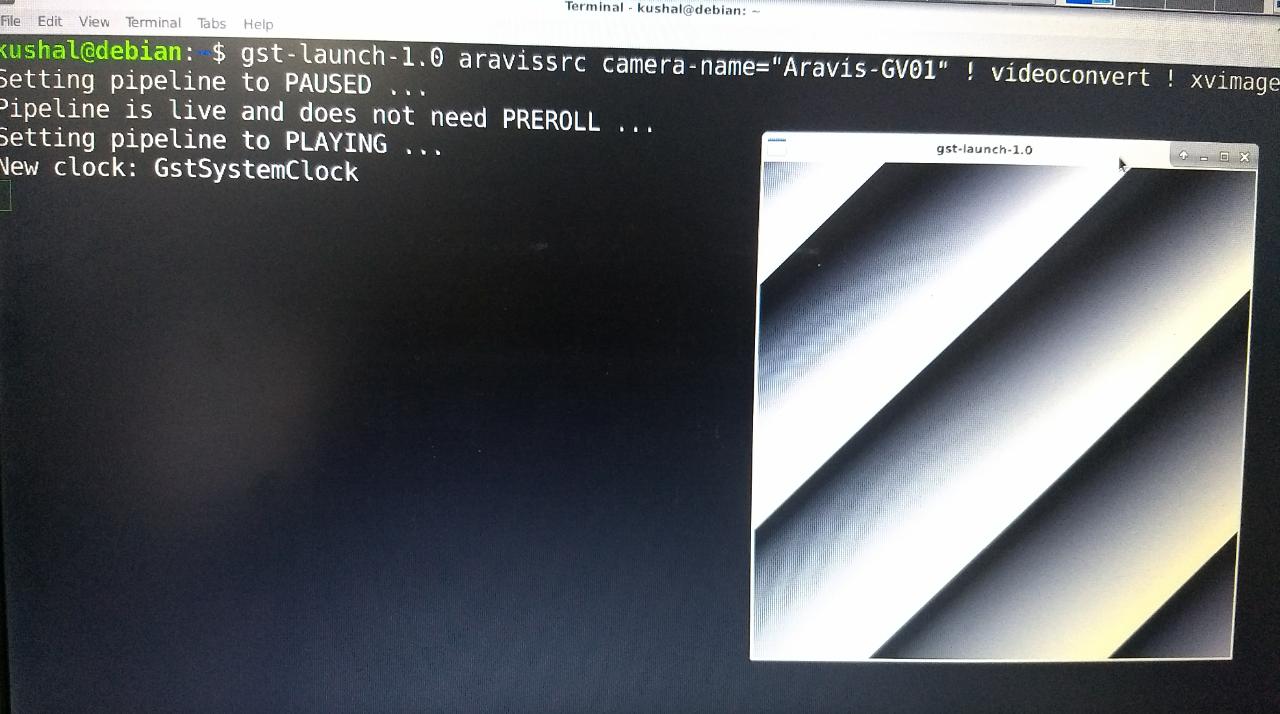 Terminal - kushal@debian: ~
File Edit View Terminal Tabs Help
kushal@debian:~$ gst-launch-1.0 aravissrc camera-name="Aravis-GV01" ! videoconvert ! xvimage
Setting pipeline to PAUSED ...
Pipeline is live and does not need PREROLL ...
Setting pipeline to PLAYING ...
New clock: GstSystemClock
gst-launch-1.0